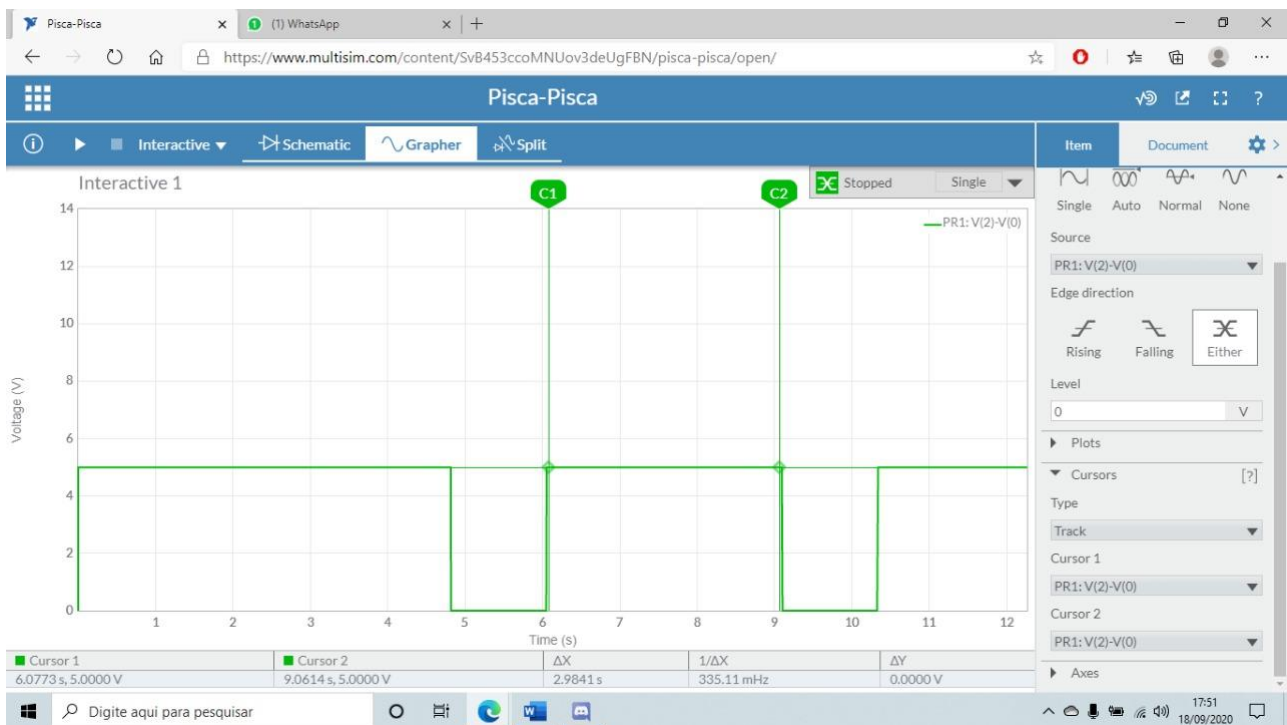 Pisca-Pisca
(1) WhatsApp
https://www.multisim.com/content/SvB453ccoMNUov3deUgFBN/pisca-pisca/open/
Pisca-Pisca
Interactive Schematic Grapher Split
Item Document
Interactive 1
C1 C2
Stopped Single
PR1: V(2)-V(0)
Voltage (V)
14
12
10
8
6
4
2
0
1 2 3 4 5 6 7 8 9 10 11 12
Time (s)
Cursor 1 Cursor 2 ΔX 1/ΔX ΔY
6.0773 s, 5.0000 V 9.0614 s, 5.0000 V 2.9841 s 335.11 mHz 0.0000 V
Single Auto Normal None
Source
PR1: V(2)-V(0)
Edge direction
Rising Falling Either
Level
0 V
Plots
Cursors [?]
Type
Track
Cursor 1
PR1: V(2)-V(0)
Cursor 2
PR1: V(2)-V(0)
Axes
Digite aqui para pesquisar
17:51
18/09/2020